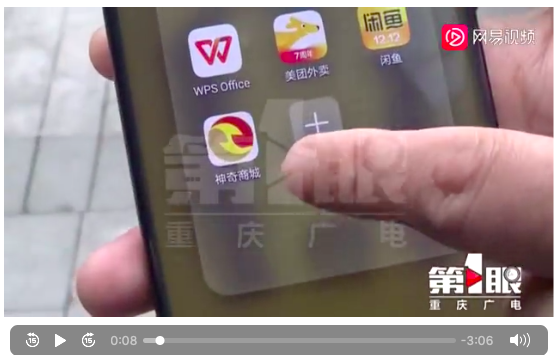 网易视频
闲鱼
12.12
7周年
WPS Office
美团外卖
闲鱼
神奇商城
第1眼
重庆广电
第1眼
重庆广电
0:08
-3:06
15
15